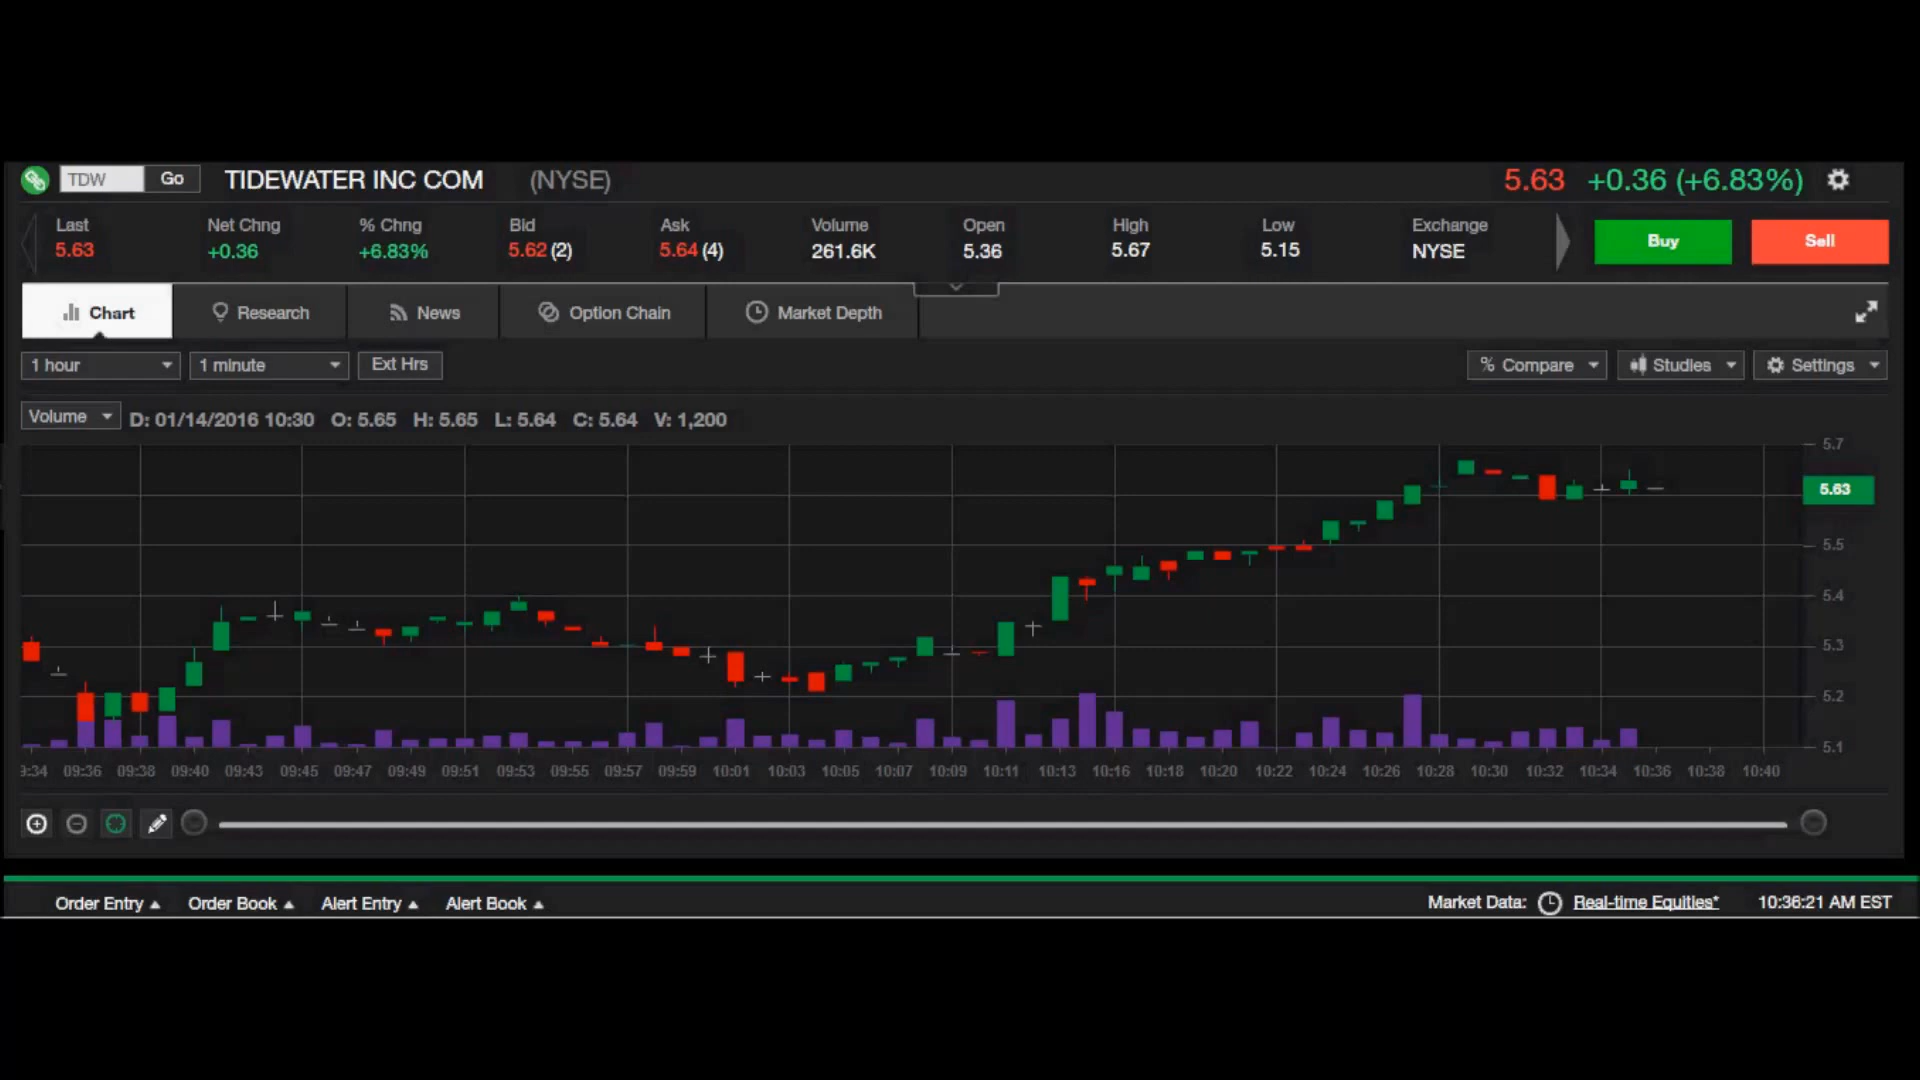 TDW Go TIDEWATER INC COM (NYSE) 5.63 +0.36 (+6.83%)
Last Net Chng % Chng Bid Ask Volume Open High Low Exchange
5.63 +0.36 +6.83% 5.62 (2) 5.64 (4) 261.6K 5.36 5.67 5.15 NYSE
Buy Sell
Chart Research News Option Chain Market Depth
1 hour 1 minute Ext Hrs % Compare Studies Settings
Volume D: 01/14/2016 10:30 O: 5.65 H: 5.65 L: 5.64 C: 5.64 V: 1,200
5.7
5.63
5.5
5.4
5.3
5.2
5.1
9:34 09:36 09:38 09:40 09:43 09:45 09:47 09:49 09:51 09:53 09:55 09:57 09:59 10:01 10:03 10:05 10:07 10:09 10:11 10:13 10:16 10:18 10:20 10:22 10:24 10:26 10:28 10:30 10:32 10:34 10:36 10:38 10:40
Order Entry Order Book Alert Entry Alert Book Market Data: Real-time Equities* 10:36:21 AM EST